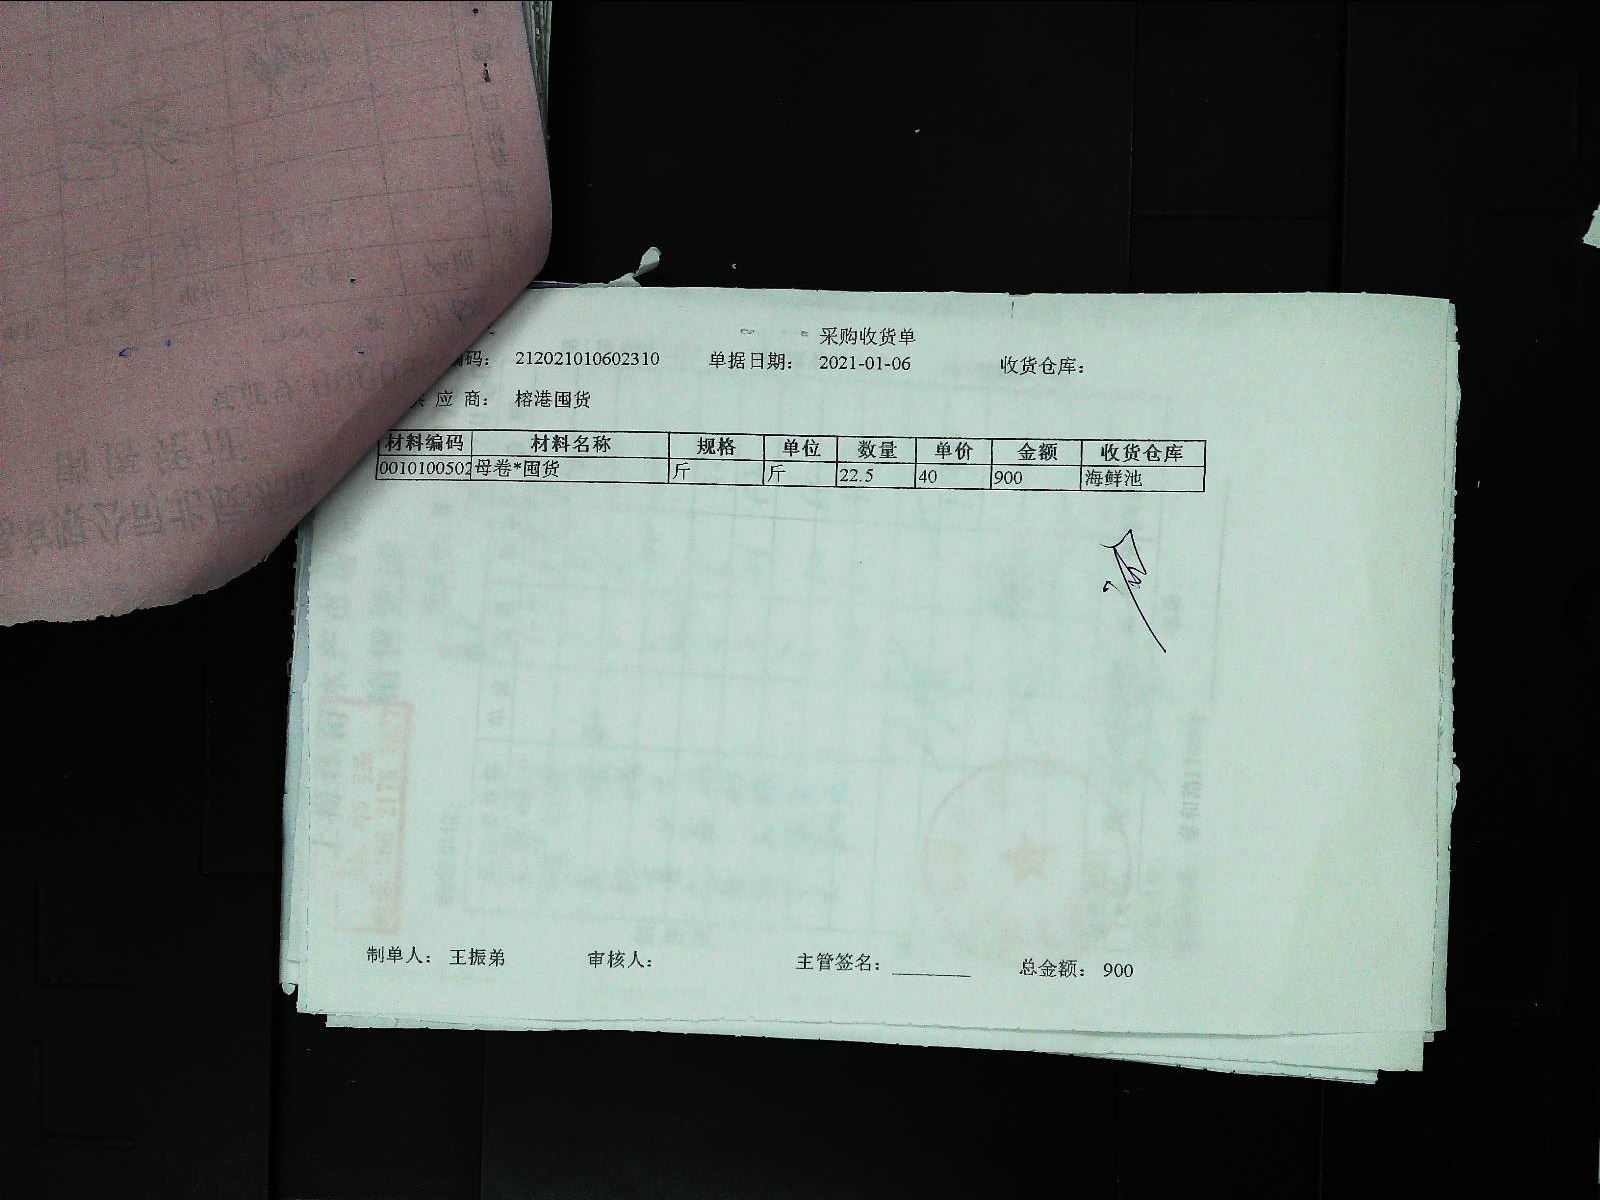 采购收货单
编码： 212021010602310 单据日期： 2021-01-06 收货仓库：
供 应 商： 榕港囤货
材料编码 材料名称 规格 单位 数量 单价 金额 收货仓库
0010100502 母卷*囤货 斤 斤 22.5 40 900 海鲜池
制单人： 王振弟 审核人： 主管签名：________ 总金额： 900